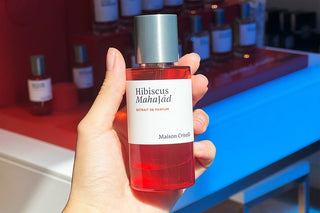 Hibiscus
Mahajád
EXTRAIT DE PARFUM
Maison Crivelli